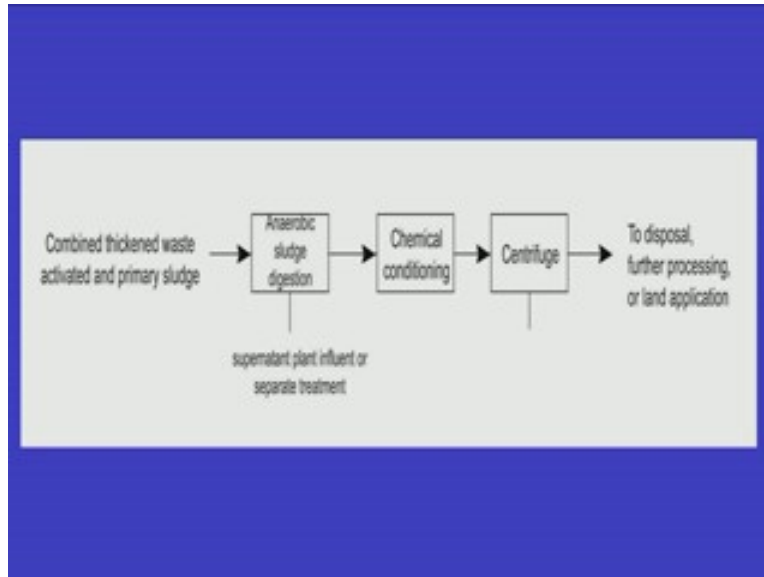 Combined thickened waste
activated and primary sludge
Anaerobic
sludge
digestion
Chemical
conditioning
Centrifuge
To disposal,
further processing,
or land application
supernatant plant influent or
separate treatment